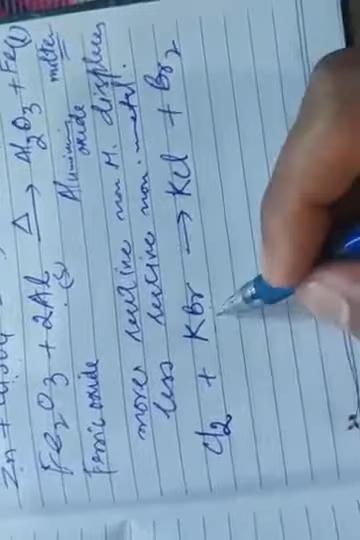 Fe2O3 + 2Al(s) Δ→ Al2O3 + Fe(l)
Ferric oxide Aluminium oxide molten
more reactive non M. displaces
less reactive non-metal.
Cl2 + KBr → KCl + Br2